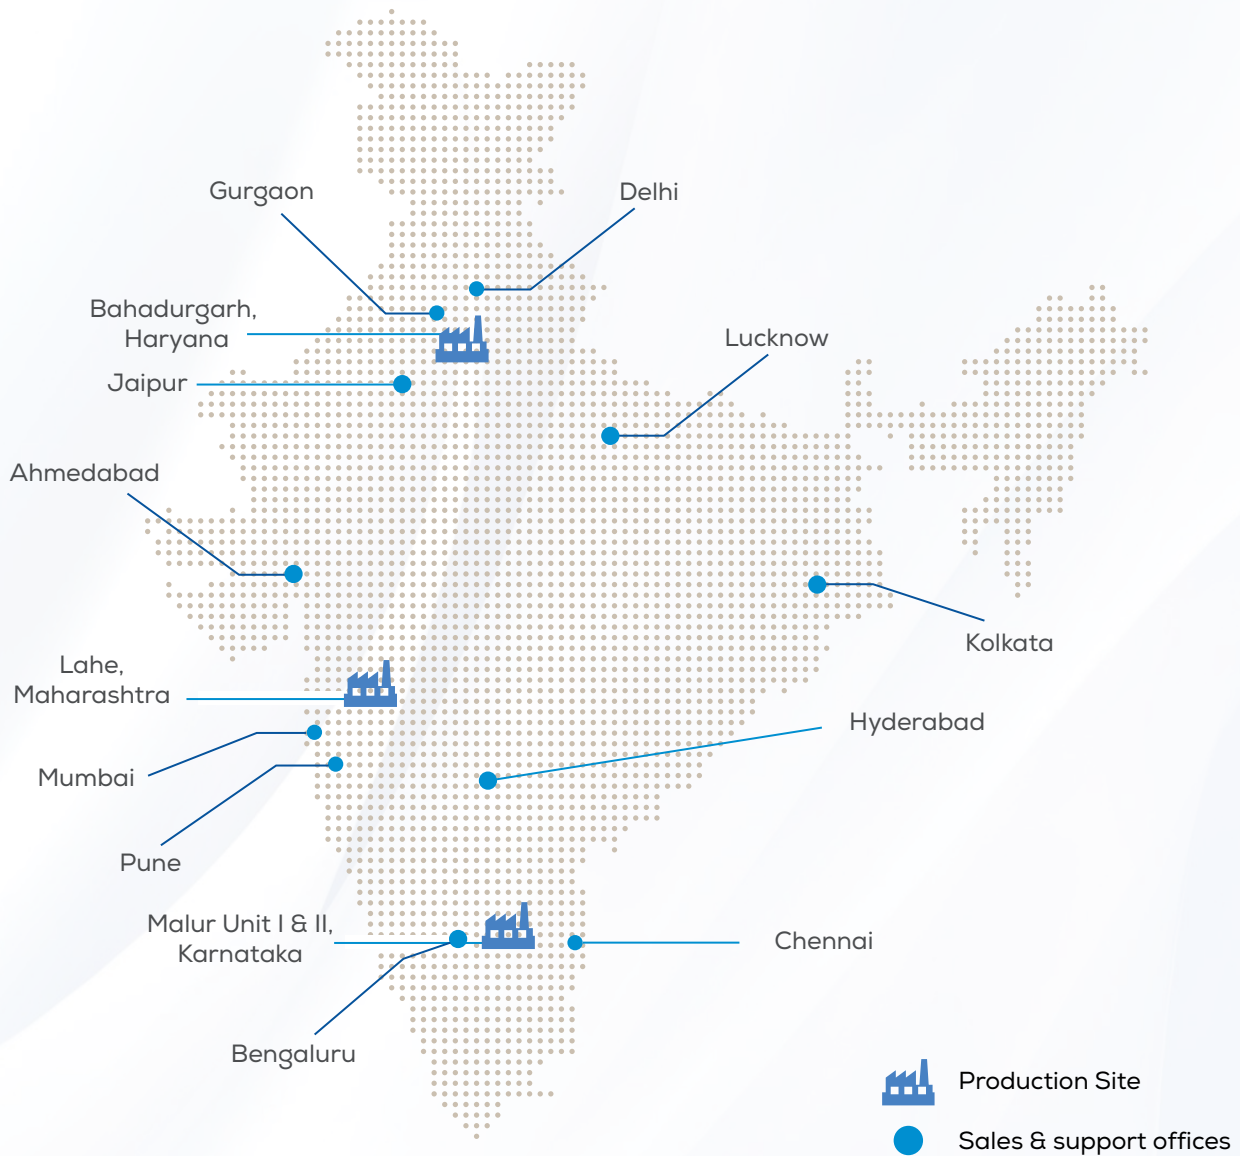 Gurgaon
Delhi
Bahadurgarh,
Haryana
Lucknow
Jaipur
Ahmedabad
Kolkata
Lahe,
Maharashtra
Hyderabad
Mumbai
Pune
Malur Unit I & II,
Karnataka
Chennai
Bengaluru
Production Site
Sales & support offices